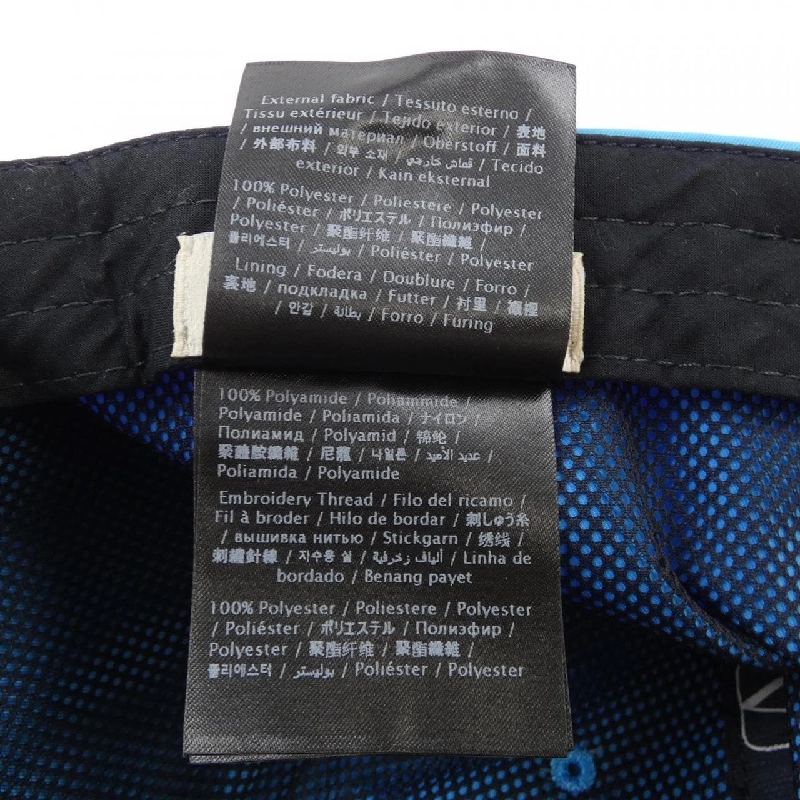 External fabric / Tessuto esterno /
Tissu extérieur / Tejido exterior / 表地
/ внешний материал / Oberstoff / 面料
/ 外部布料 / 외부 소재 / قماش خارجي / Tecido
exterior / Kain eksternal
100% Polyester / Poliestere / Polyester
/ Poliéster / ポリエステル / Полиэфир /
Polyester / 聚酯纤维 / 聚酯纖維 /
폴리에스터 / بوليستر / Poliéster / Polyester
Lining / Fodera / Doublure / Forro /
裏地 / подкладка / Futter / 衬里 / 襯裡
/ 안감 / بطانة / Forro / Furing
100% Polyamide / Poliammide /
Polyamide / Poliamida / ナイロン /
Полиамид / Polyamid / 锦纶 /
聚醯胺纖維 / 尼龍 / 나일론 / عديد الأميد /
Poliamida / Polyamide
Embroidery Thread / Filo del ricamo /
Fil à broder / Hilo de bordar / 刺しゅう糸
/ вышивка нитью / Stickgarn / 绣线 /
刺繡針線 / 자수용 실 / ألياف زخرفية / Linha de
bordado / Benang payet
100% Polyester / Poliestere / Polyester
/ Poliéster / ポリエステル / Полиэфир /
Polyester / 聚酯纤维 / 聚酯纖維 /
폴리에스터 / بوليستر / Poliéster / Polyester